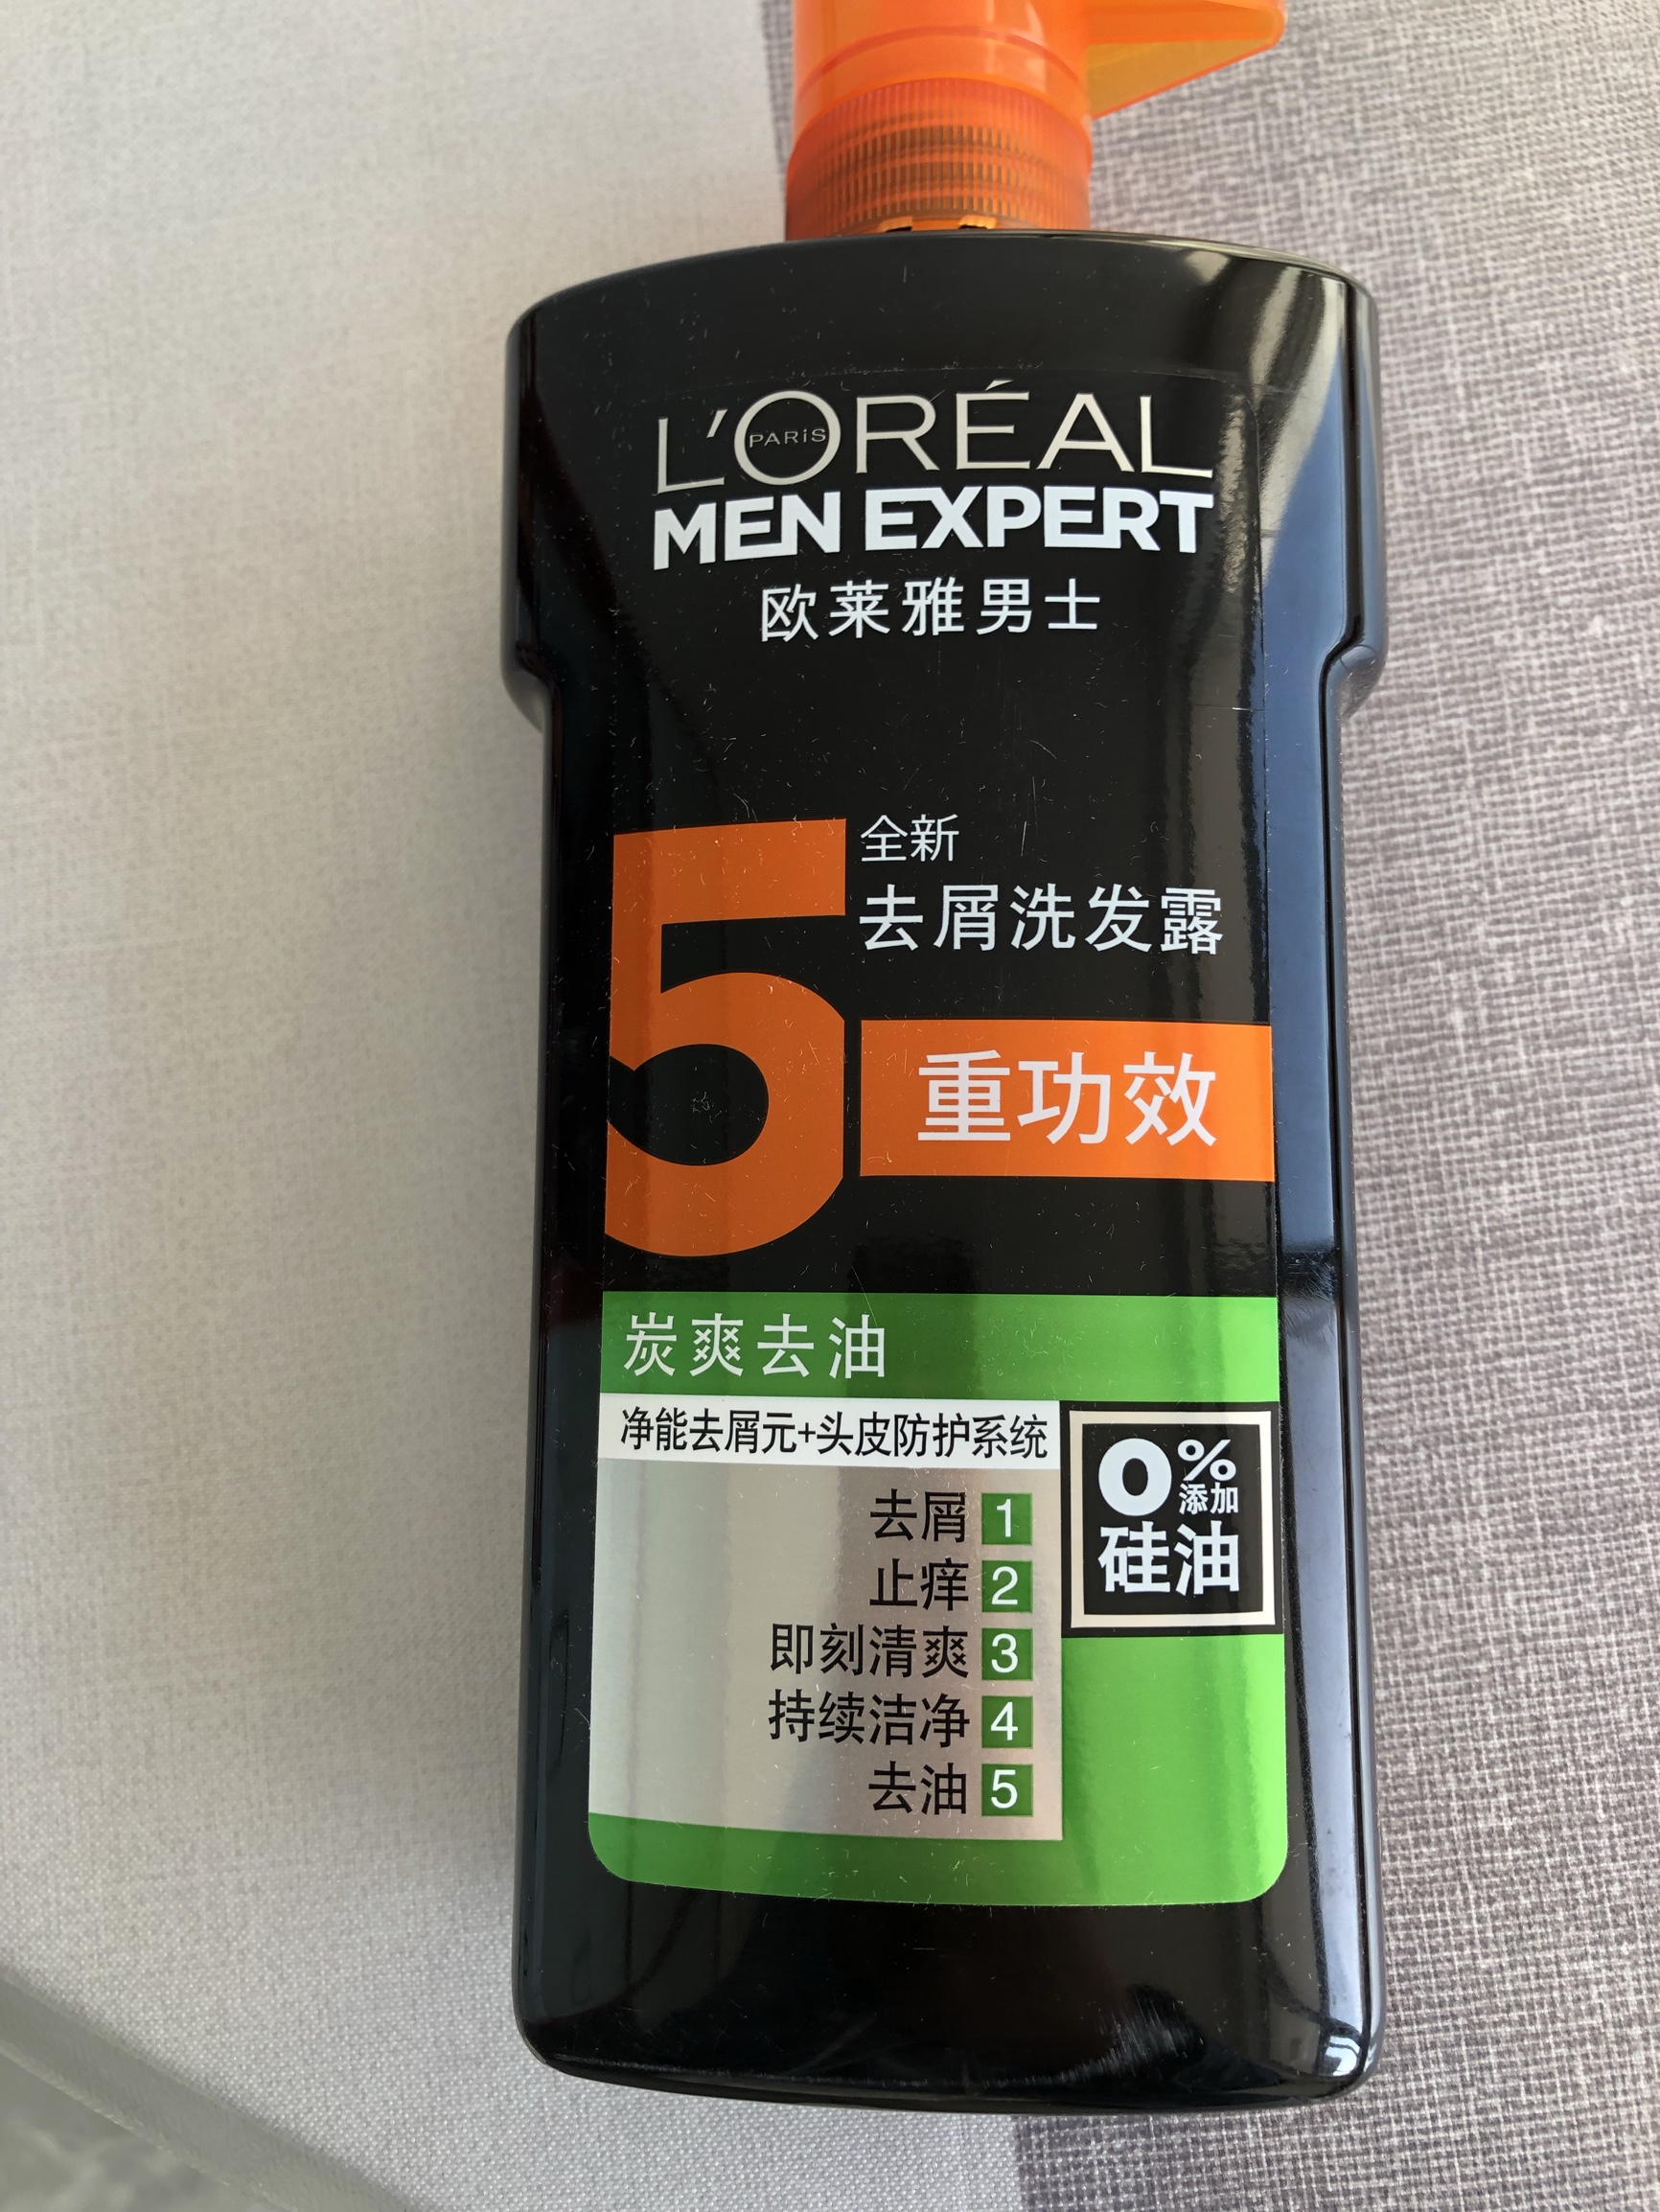 L'ORÉAL
PARiS
MEN EXPERT
欧莱雅男士
5
全新
去屑洗发露
重功效
炭爽去油
净能去屑元+头皮防护系统
去屑 1
止痒 2
即刻清爽 3
持续洁净 4
去油 5
0%
添加
硅油